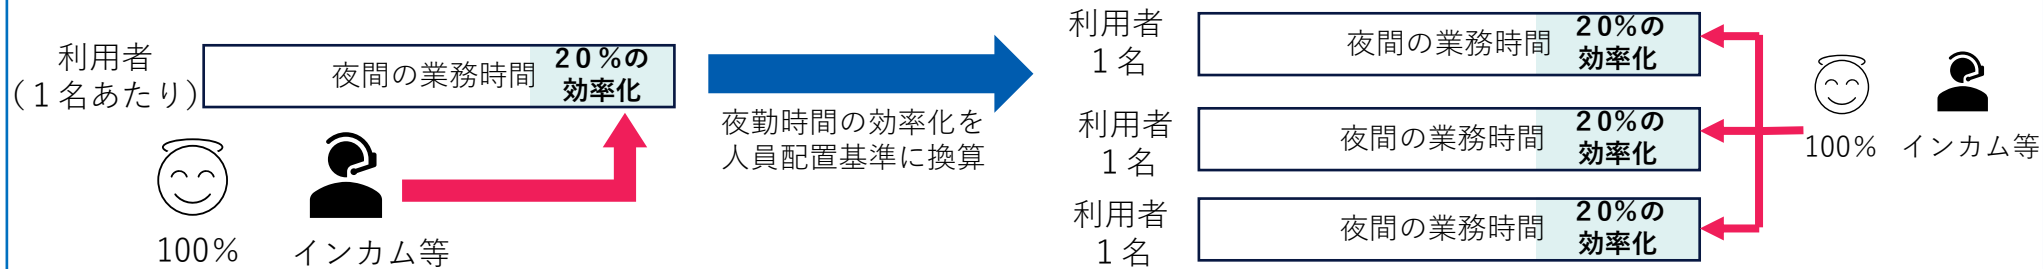 利用者
（１名あたり）
夜間の業務時間
２０％の
効率化
100%
インカム等
夜勤時間の効率化を
人員配置基準に換算
利用者
１名
夜間の業務時間
２０%の
効率化
利用者
１名
夜間の業務時間
２０%の
効率化
利用者
１名
夜間の業務時間
２０%の
効率化
100%
インカム等